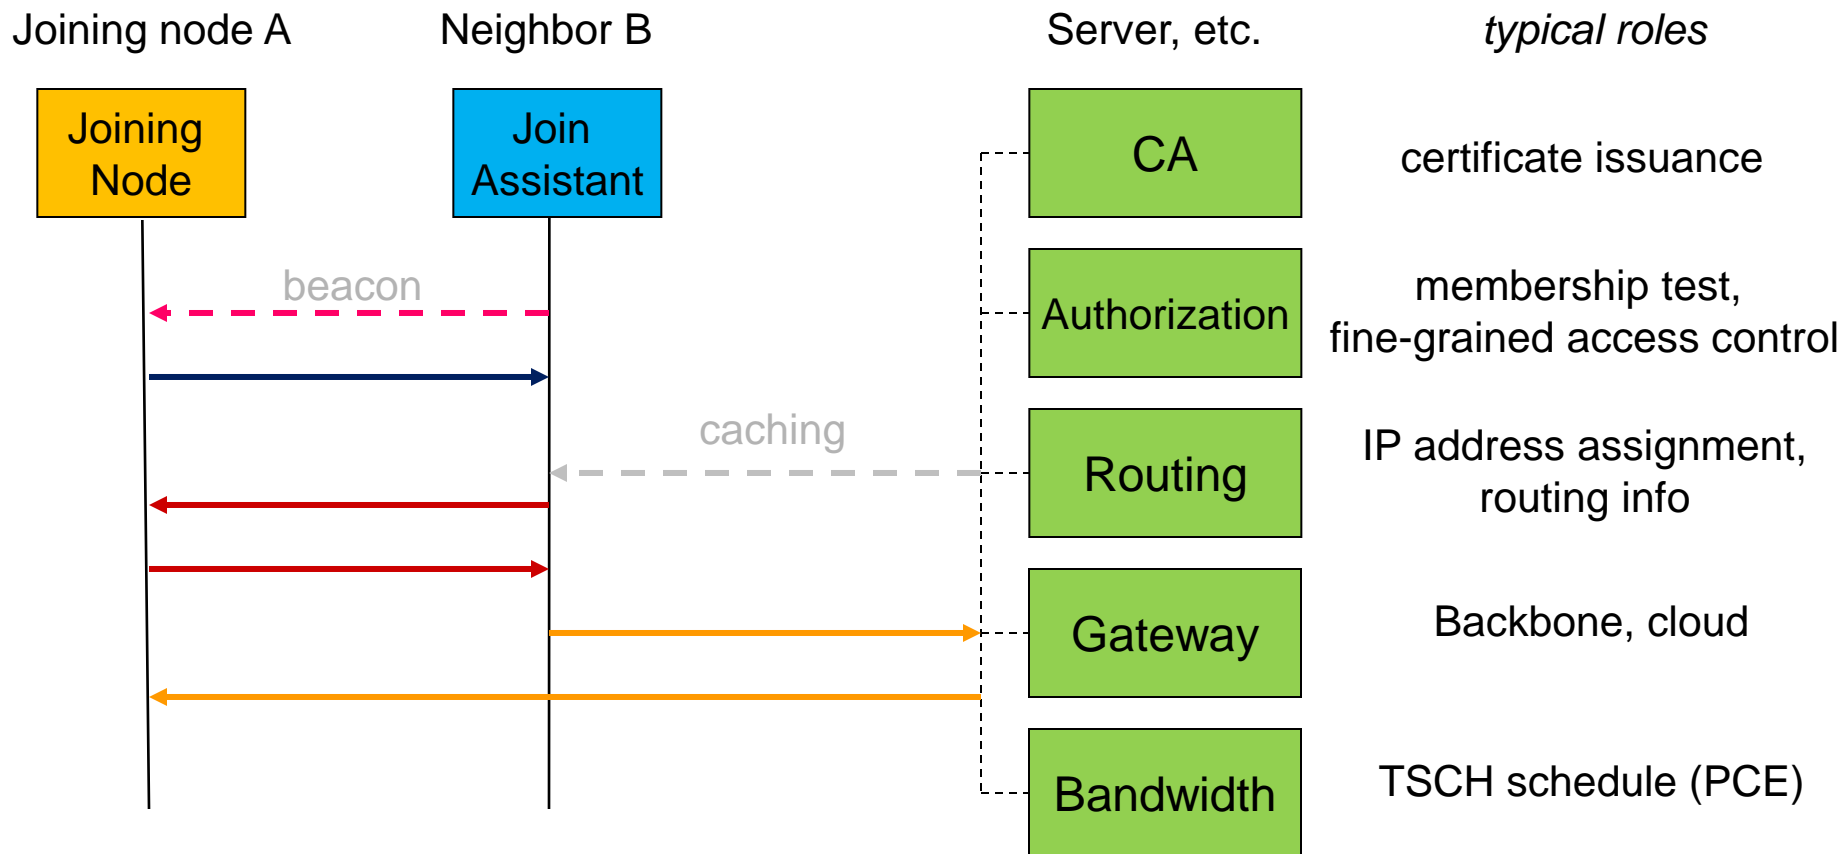 Joining node A
Neighbor B
Server, etc.
typical roles
Joining
Node
Join
Assistant
CA
certificate issuance
beacon
Authorization
membership test,
fine-grained access control
caching
Routing
IP address assignment,
routing info
Gateway
Backbone, cloud
Bandwidth
TSCH schedule (PCE)